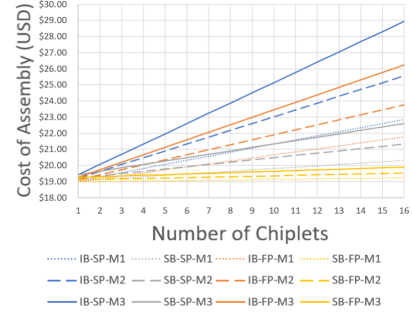 $30.00
$29.00
$28.00
$27.00
$26.00
$25.00
$24.00
$23.00
$22.00
$21.00
$20.00
$19.00
$18.00
Cost of Assembly (USD)
1 2 3 4 5 6 7 8 9 10 11 12 13 14 15 16
Number of Chiplets
IB-SP-M1 SB-SP-M1 IB-FP-M1 SB-FP-M1
IB-SP-M2 SB-SP-M2 IB-FP-M2 SB-FP-M2
IB-SP-M3 SB-SP-M3 IB-FP-M3 SB-FP-M3